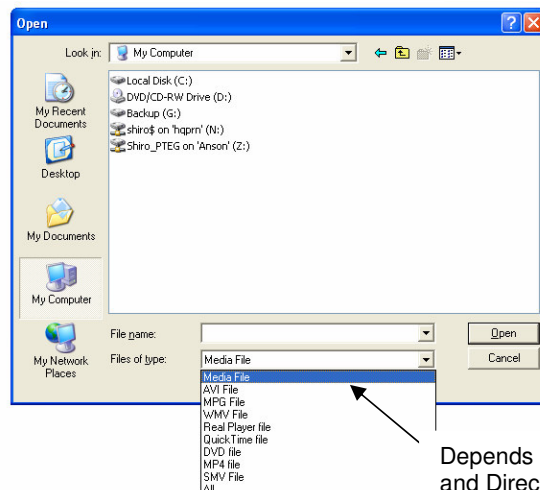 Open
Look in: My Computer
Local Disk (C:)
DVD/CD-RW Drive (D:)
Backup (G:)
shiro$ on 'hqprn' (N:)
Shiro_PTEG on 'Anson' (Z:)
My Recent
Documents
Desktop
My Documents
My Computer
My Network
Places
File name:
Open
Files of type: Media File
Cancel
Media File
AVI File
MPG File
WMV File
Real Player file
QuickTime file
DVD file
MP4 file
SMV File
All
Depends
and Direc